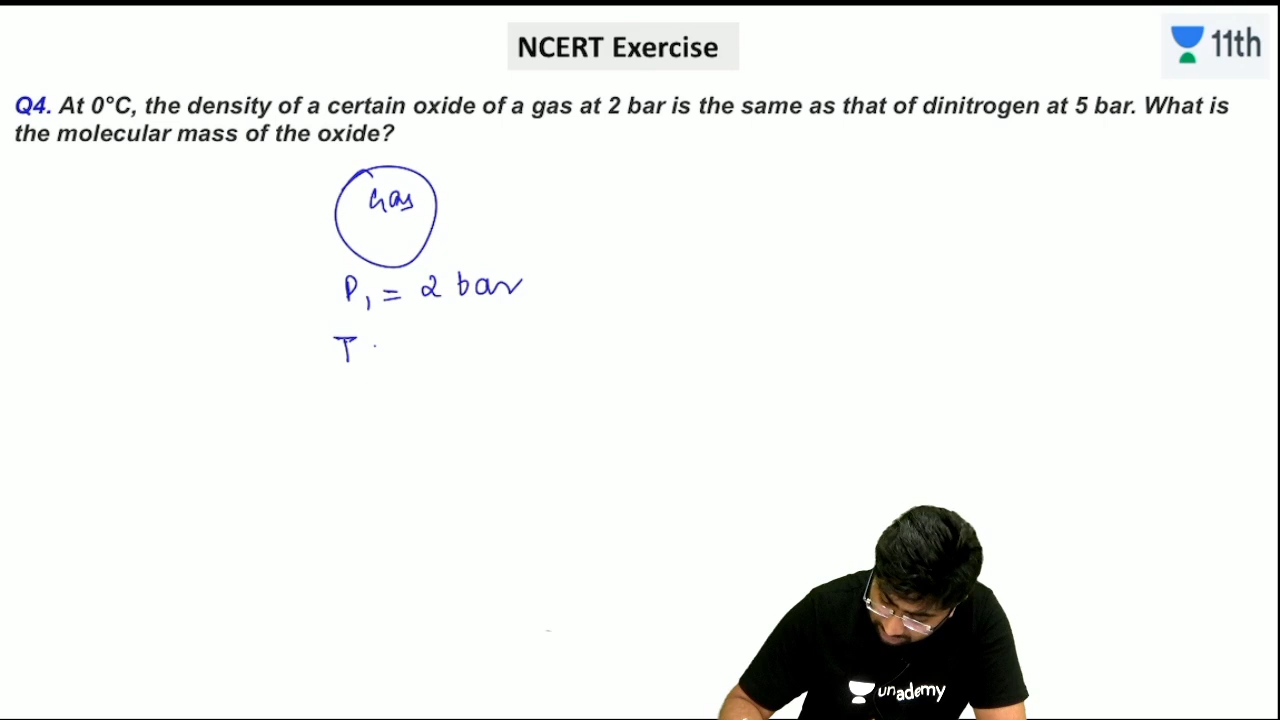 NCERT Exercise
11th
Q4. At 0°C, the density of a certain oxide of a gas at 2 bar is the same as that of dinitrogen at 5 bar. What is
the molecular mass of the oxide?
Gas
P₁ = 2 bar
T
unademy